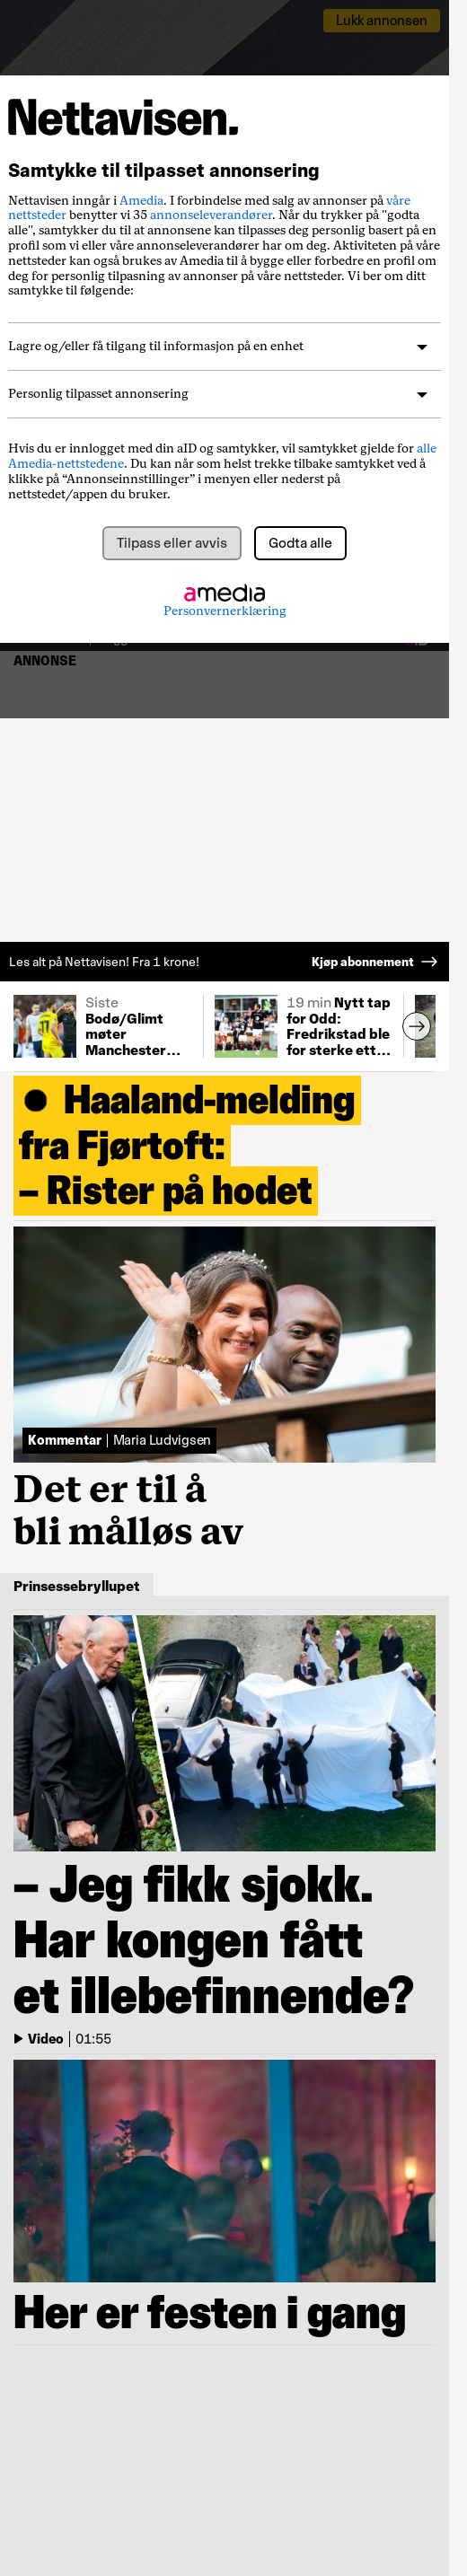 Lukk annonsen
Nettavisen.
Samtykke til tilpasset annonsering
Nettavisen inngår i Amedia. I forbindelse med salg av annonser på våre
nettsteder benytter vi 35 annonseleverandører. Når du trykker på "godta
alle", samtykker du til at annonsene kan tilpasses deg personlig basert på en
profil som vi eller våre annonseleverandører har om deg. Aktiviteten på våre
nettsteder kan også brukes av Amedia til å bygge eller forbedre en profil om
deg for personlig tilpasning av annonser på våre nettsteder. Vi ber om ditt
samtykke til følgende:
Lagre og/eller få tilgang til informasjon på en enhet
Personlig tilpasset annonsering
Hvis du er innlogget med din aID og samtykker, vil samtykket gjelde for alle
Amedia-nettstedene. Du kan når som helst trekke tilbake samtykket ved å
klikke på “Annonseinnstillinger” i menyen eller nederst på
nettstedet/appen du bruker.
Tilpass eller avvis
Godta alle
amedia
Personvernerklæring
ANNONSE
Les alt på Nettavisen! Fra 1 krone!
Kjøp abonnement
Siste
Bodø/Glimt
møter
Manchester...
19 min Nytt tap
for Odd:
Fredrikstad ble
for sterke ett...
Haaland-melding
fra Fjørtoft:
– Rister på hodet
Kommentar | Maria Ludvigsen
Det er til å
bli målløs av
Prinsessebryllupet
– Jeg fikk sjokk.
Har kongen fått
et illebefinnende?
Video | 01:55
Her er festen i gang